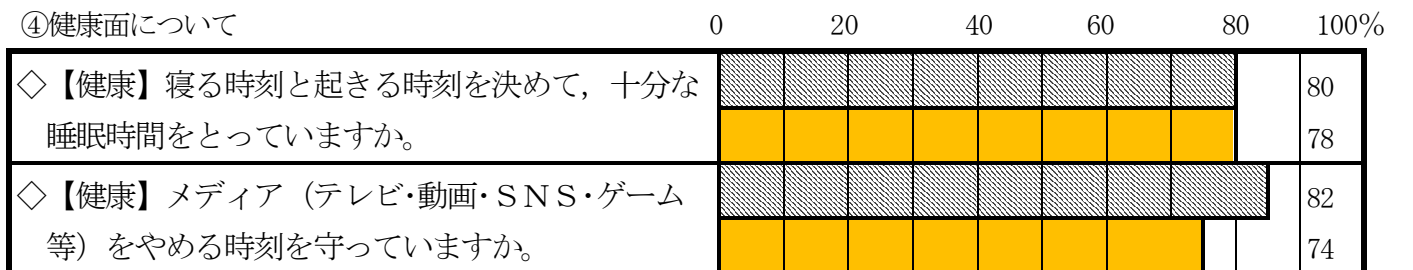 ④健康面について 0 20 40 60 80 100%
◇【健康】寝る時刻と起きる時刻を決めて，十分な 80
睡眠時間をとっていますか。 78
◇【健康】メディア（テレビ・動画・ＳＮＳ・ゲーム 82
等）をやめる時刻を守っていますか。 74